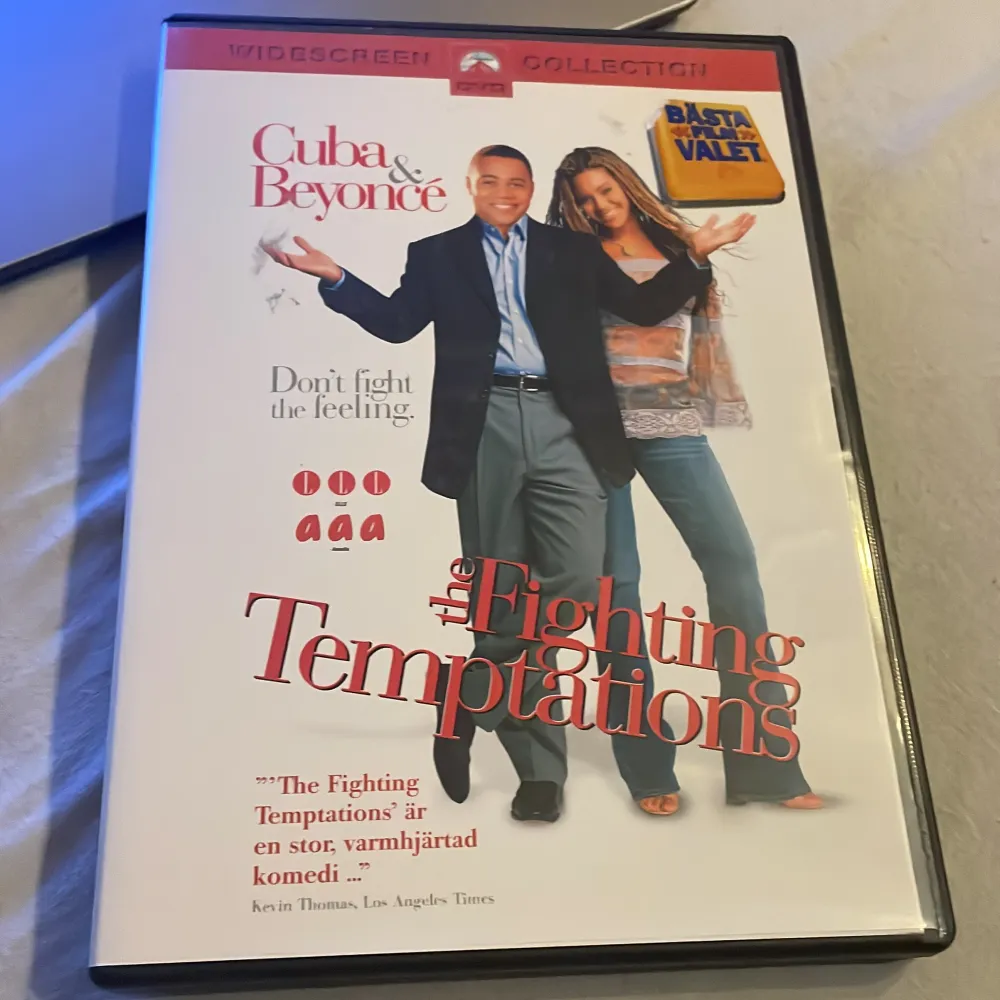 WIDESCREEN COLLECTION
DVD
BÄSTA
FILM
VALET
Cuba
&
Beyoncé
Don't fight
the feeling.
L L L
a a a
the Fighting
Temptations
”’'The Fighting
Temptations’ är
en stor, varmhjärtad
komedi ...”
Kevin Thomas, Los Angeles Times